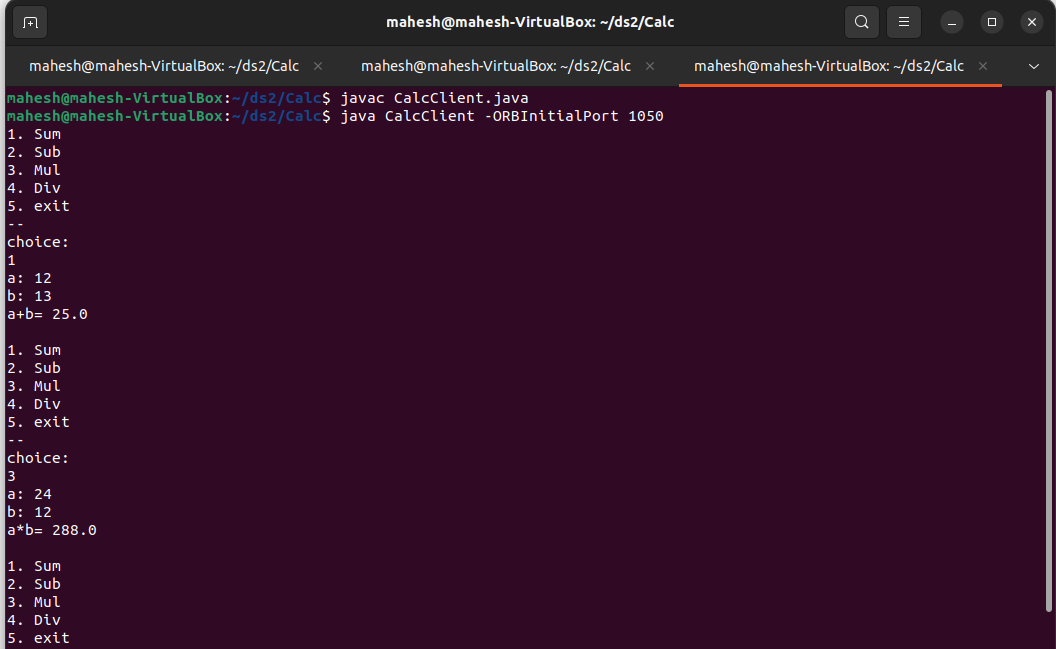 mahesh@mahesh-VirtualBox: ~/ds2/Calc
mahesh@mahesh-VirtualBox: ~/ds2/Calc
mahesh@mahesh-VirtualBox: ~/ds2/Calc
mahesh@mahesh-VirtualBox: ~/ds2/Calc
mahesh@mahesh-VirtualBox:~/ds2/Calc$ javac CalcClient.java
mahesh@mahesh-VirtualBox:~/ds2/Calc$ java CalcClient -ORBInitialPort 1050
1. Sum
2. Sub
3. Mul
4. Div
5. exit
--
choice:
1
a: 12
b: 13
a+b= 25.0
1. Sum
2. Sub
3. Mul
4. Div
5. exit
--
choice:
3
a: 24
b: 12
a*b= 288.0
1. Sum
2. Sub
3. Mul
4. Div
5. exit